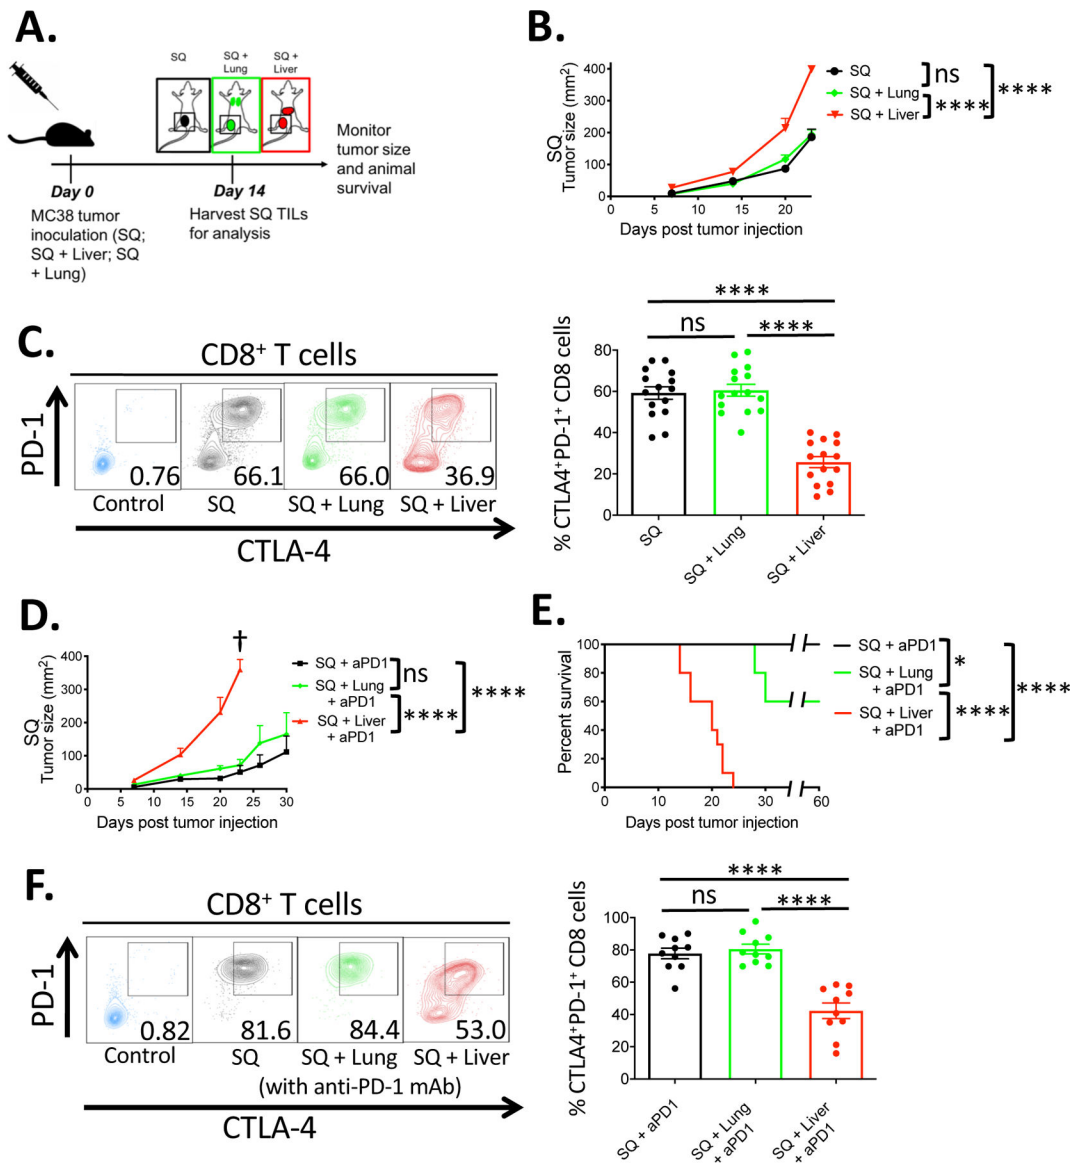 A.
SQ
SQ +
Lung
SQ +
Liver
Day 0
Day 14
MC38 tumor
inoculation (SQ;
SQ + Liver; SQ
+ Lung)
Harvest SQ TILs
for analysis
Monitor
tumor size
and animal
survival
B.
SQ
Tumor size (mm²)
400
300
200
100
0
0 5 10 15 20
Days post tumor injection
SQ
SQ + Lung
SQ + Liver
ns
****
****
C.
CD8⁺ T cells
PD-1
0.76
66.1
66.0
36.9
Control
SQ
SQ + Lung
SQ + Liver
CTLA-4
% CTLA4⁺PD-1⁺ CD8 cells
****
ns
****
80
60
40
20
0
SQ
SQ + Lung
SQ + Liver
D.
†
SQ
Tumor size (mm²)
400
300
200
100
0
0 5 10 15 20 25 30
Days post tumor injection
SQ + aPD1
SQ + Lung
+ aPD1
SQ + Liver
+ aPD1
ns
****
****
E.
Percent survival
100
80
60
40
20
0
0 10 20 30 60
Days post tumor injection
SQ + aPD1
SQ + Lung
+ aPD1
SQ + Liver
+ aPD1
*
****
****
F.
CD8⁺ T cells
PD-1
0.82
81.6
84.4
53.0
Control
SQ
SQ + Lung
SQ + Liver
(with anti-PD-1 mAb)
CTLA-4
% CTLA4⁺PD-1⁺ CD8 cells
****
ns
****
100
80
60
40
20
0
SQ + aPD1
SQ + Lung
+ aPD1
SQ + Liver
+ aPD1